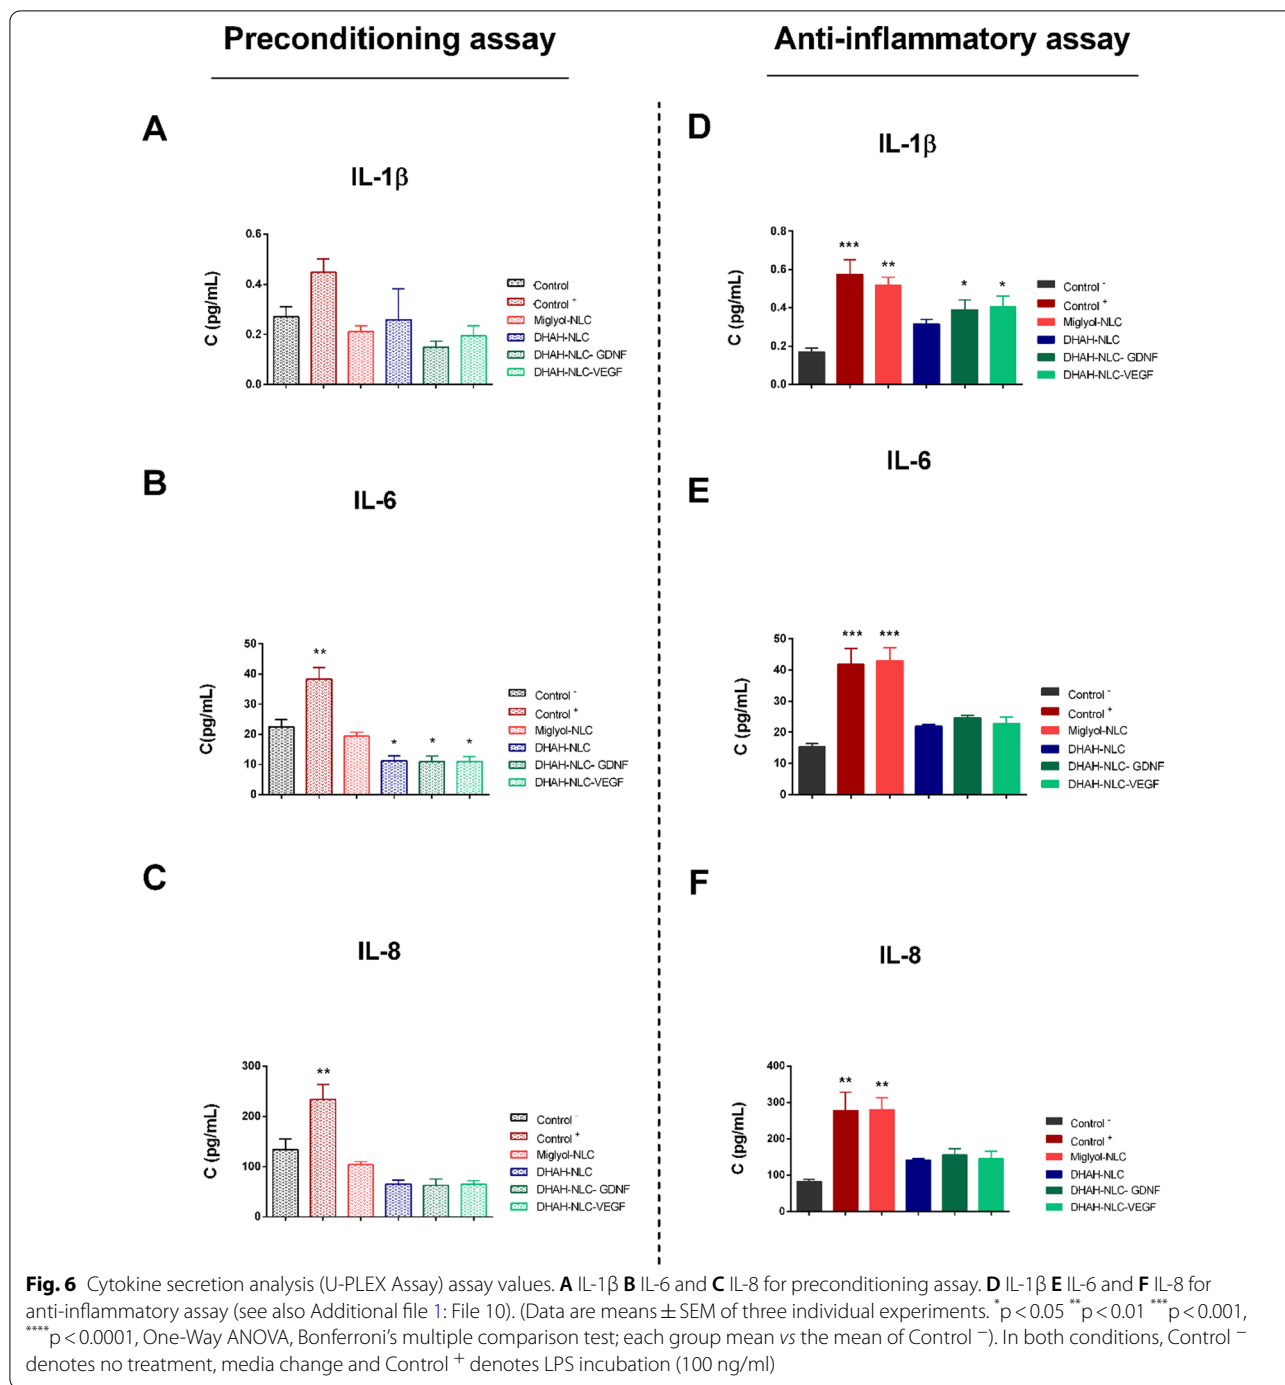 Preconditioning assay
Anti-inflammatory assay
A
IL-1β
0.6
0.4
0.2
0.0
C (pg/mL)
Control
Control +
Miglyol-NLC
DHAH-NLC
DHAH-NLC- GDNF
DHAH-NLC-VEGF
D
IL-1β
0.8
0.6
0.4
0.2
0.0
C (pg/mL)
*** ** * *
Control -
Control +
Miglyol-NLC
DHAH-NLC
DHAH-NLC- GDNF
DHAH-NLC-VEGF
B
IL-6
50
40
30
20
10
0
C(pg/mL)
** * * *
Control -
Control +
Miglyol-NLC
DHAH-NLC
DHAH-NLC- GDNF
DHAH-NLC-VEGF
E
IL-6
50
40
30
20
10
0
C (pg/mL)
*** ***
Control -
Control +
Miglyol-NLC
DHAH-NLC
DHAH-NLC- GDNF
DHAH-NLC-VEGF
C
IL-8
300
200
100
0
C (pg/mL)
**
Control -
Control +
Miglyol-NLC
DHAH-NLC
DHAH-NLC- GDNF
DHAH-NLC-VEGF
F
IL-8
400
300
200
100
0
C (pg/mL)
** **
Control -
Control +
Miglyol-NLC
DHAH-NLC
DHAH-NLC- GDNF
DHAH-NLC-VEGF
Fig. 6 Cytokine secretion analysis (U-PLEX Assay) assay values. A IL-1β B IL-6 and C IL-8 for preconditioning assay. D IL-1β E IL-6 and F IL-8 for
anti-inflammatory assay (see also Additional file 1: File 10). (Data are means ± SEM of three individual experiments. *p < 0.05 **p < 0.01 ***p < 0.001,
****p < 0.0001, One-Way ANOVA, Bonferroni's multiple comparison test; each group mean vs the mean of Control −). In both conditions, Control −
denotes no treatment, media change and Control + denotes LPS incubation (100 ng/ml)